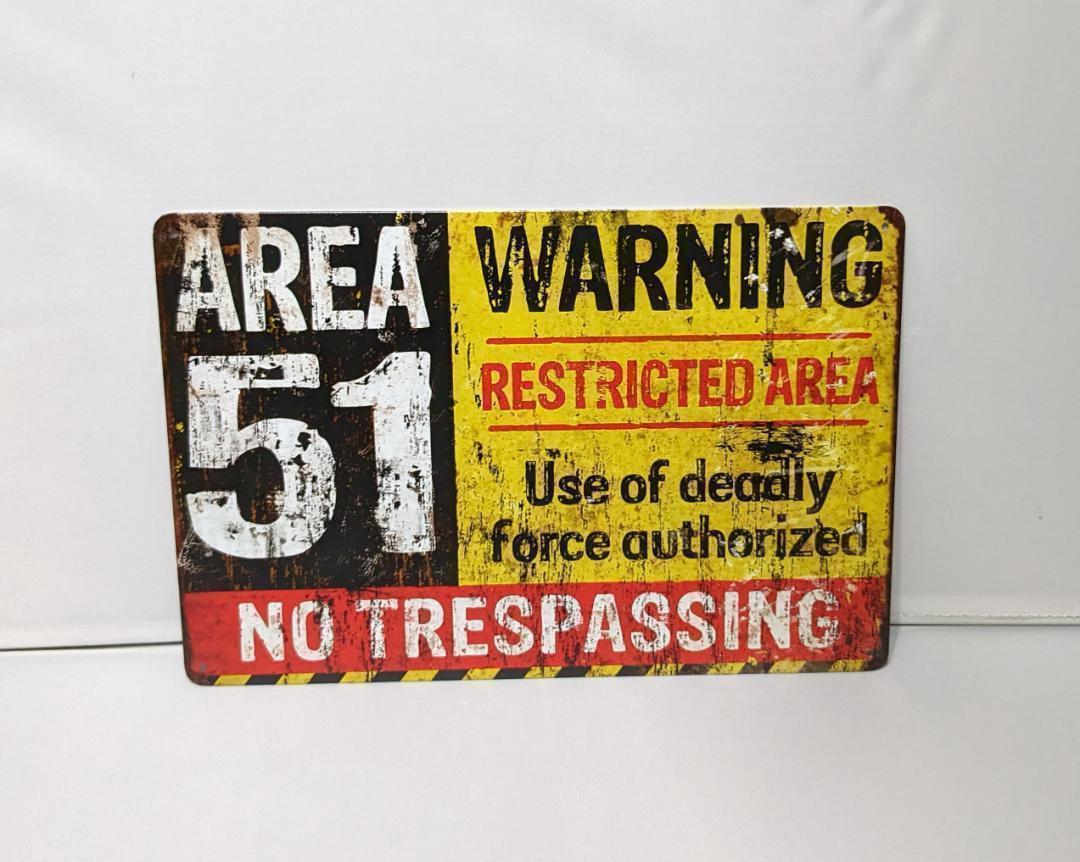 AREA
51
WARNING
RESTRICTED AREA
Use of deadly
force authorized
NO TRESPASSING